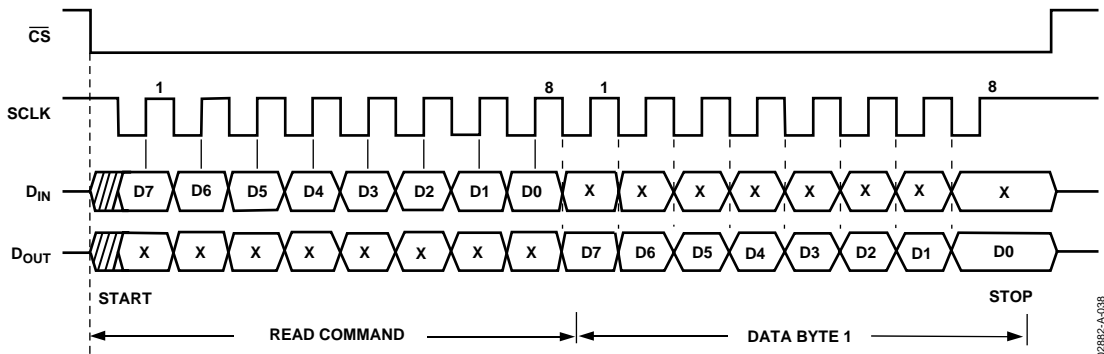 CS
1 8 1 8
SCLK
DIN D7 D6 D5 D4 D3 D2 D1 D0 X X X X X X X X
DOUT X X X X X X X X D7 D6 D5 D4 D3 D2 D1 D0
START STOP
READ COMMAND DATA BYTE 1
02882-A-038